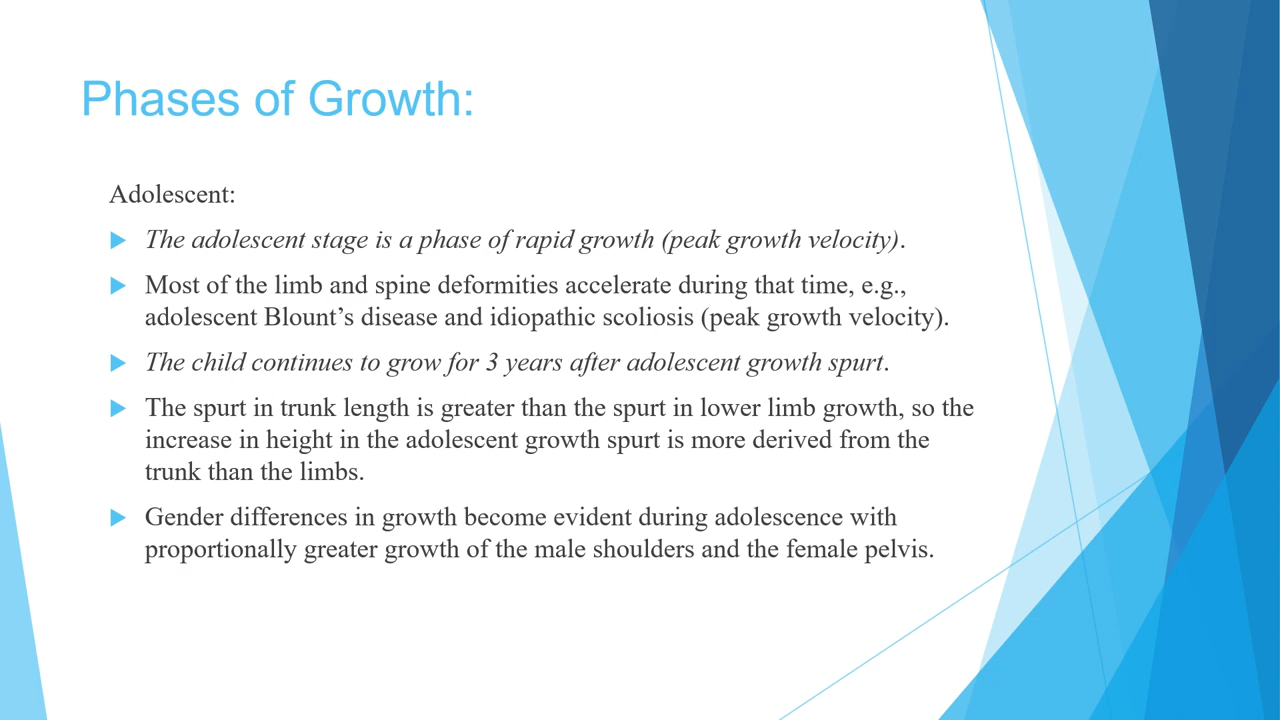 Phases of Growth:
Adolescent:
The adolescent stage is a phase of rapid growth (peak growth velocity).
Most of the limb and spine deformities accelerate during that time, e.g.,
adolescent Blount’s disease and idiopathic scoliosis (peak growth velocity).
The child continues to grow for 3 years after adolescent growth spurt.
The spurt in trunk length is greater than the spurt in lower limb growth, so the
increase in height in the adolescent growth spurt is more derived from the
trunk than the limbs.
Gender differences in growth become evident during adolescence with
proportionally greater growth of the male shoulders and the female pelvis.